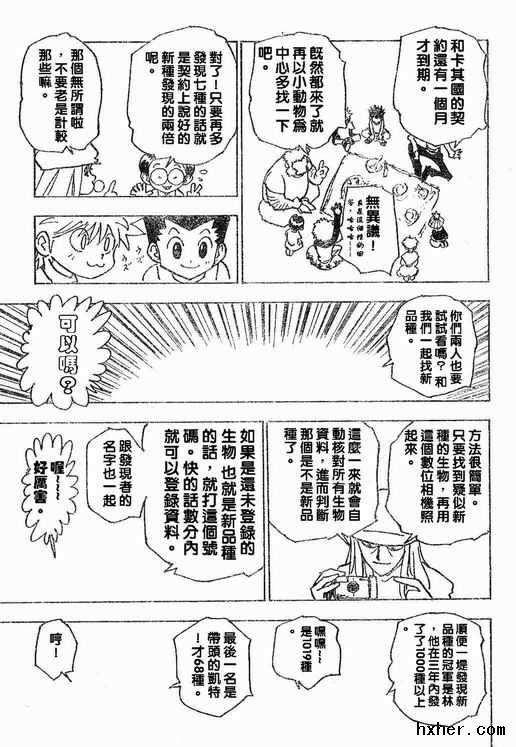 和卡其國的契
約還有一個月
才到期。
既然都來了就
再以小動物為
中心多找一下
吧。
無異議！
對了！只要再多
發現七種的話就
是契約上說好的
新種發現的兩倍
呢。
那個無所謂啦
，不要老是計較
那些嘛。
你們兩人也要
試試看嗎？和
我們一起找新
品種。
可以嗎？
方法很簡單。
只要找到疑似新
種的生物，再用
這個數位相機照
起來。
這麼一來就會自
動核對所有生物
資料，進而判斷
那個是不是新品
種了。
如果是還未登錄的
生物 也就是新品種
的話，就打這個號
碼。快的話數分內
就可以登錄資料。
跟發現者的
名字也一起
喔~~~
好厲害。
順便一提發現新
品種的冠軍是林
，他在三年內發
了了1000種以上
嘿嘿~~
是1019種
。
最後一名是
帶頭的凱特
！才68種。
哼！
hxher.com